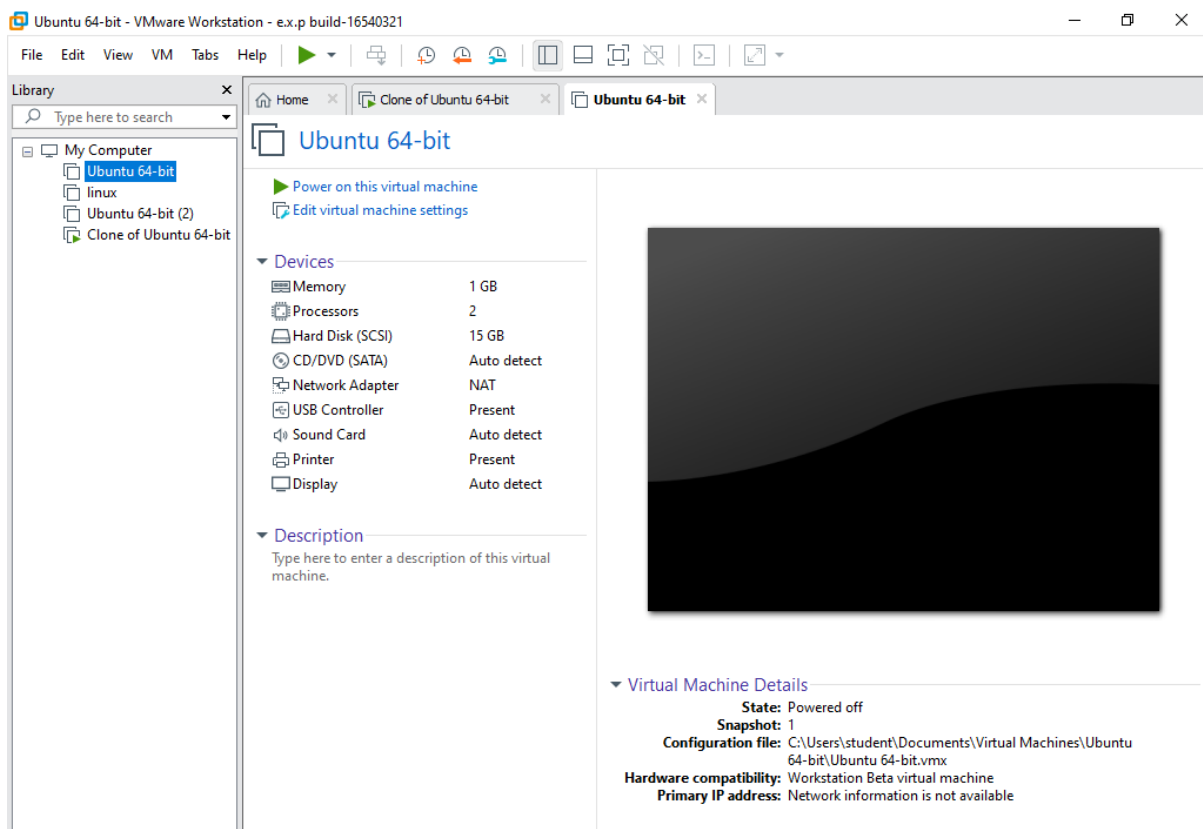 Ubuntu 64-bit - VMware Workstation - e.x.p build-16540321
File Edit View VM Tabs Help
Library
Type here to search
My Computer
Ubuntu 64-bit
linux
Ubuntu 64-bit (2)
Clone of Ubuntu 64-bit
Home Clone of Ubuntu 64-bit Ubuntu 64-bit
Ubuntu 64-bit
Power on this virtual machine
Edit virtual machine settings
Devices
Memory 1 GB
Processors 2
Hard Disk (SCSI) 15 GB
CD/DVD (SATA) Auto detect
Network Adapter NAT
USB Controller Present
Sound Card Auto detect
Printer Present
Display Auto detect
Description
Type here to enter a description of this virtual
machine.
Virtual Machine Details
State: Powered off
Snapshot: 1
Configuration file: C:\Users\student\Documents\Virtual Machines\Ubuntu
64-bit\Ubuntu 64-bit.vmx
Hardware compatibility: Workstation Beta virtual machine
Primary IP address: Network information is not available